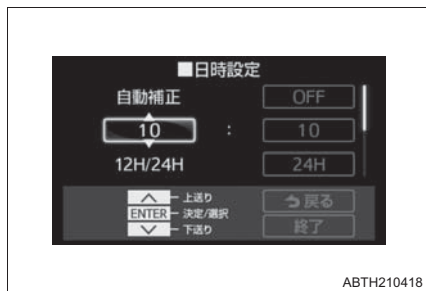 ■日時設定
自動補正 OFF
10 : 10
12H/24H 24H
上送り
ENTER 決定/選択
下送り
戻る
終了
ABTH210418